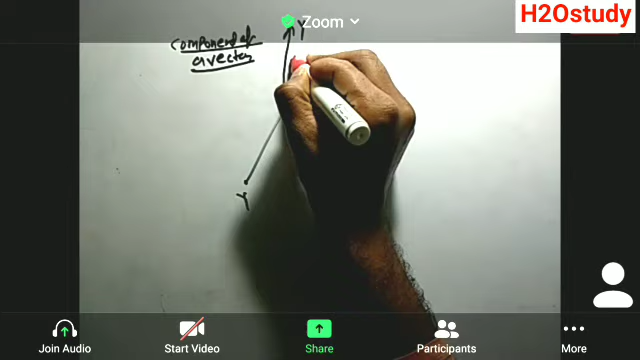 H2Ostudy
Zoom
Component of
a vector
Y
Y
Join Audio
Start Video
Share
Participants
More